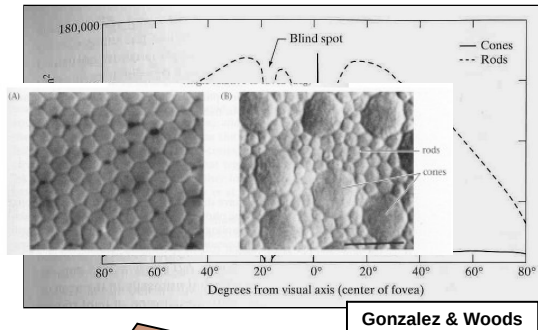 180,000
Blind spot
Cones
Rods
(A)
(B)
rods
cones
80° 60° 40° 20° 0° 20° 40° 60° 80°
Degrees from visual axis (center of fovea)
Gonzalez & Woods